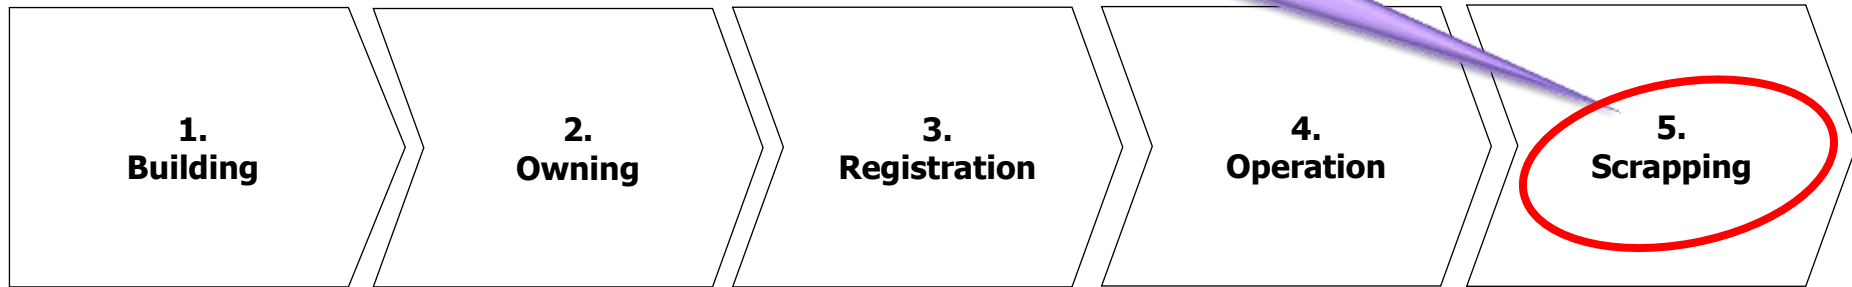 1.
Building
2.
Owning
3.
Registration
4.
Operation
5.
Scrapping